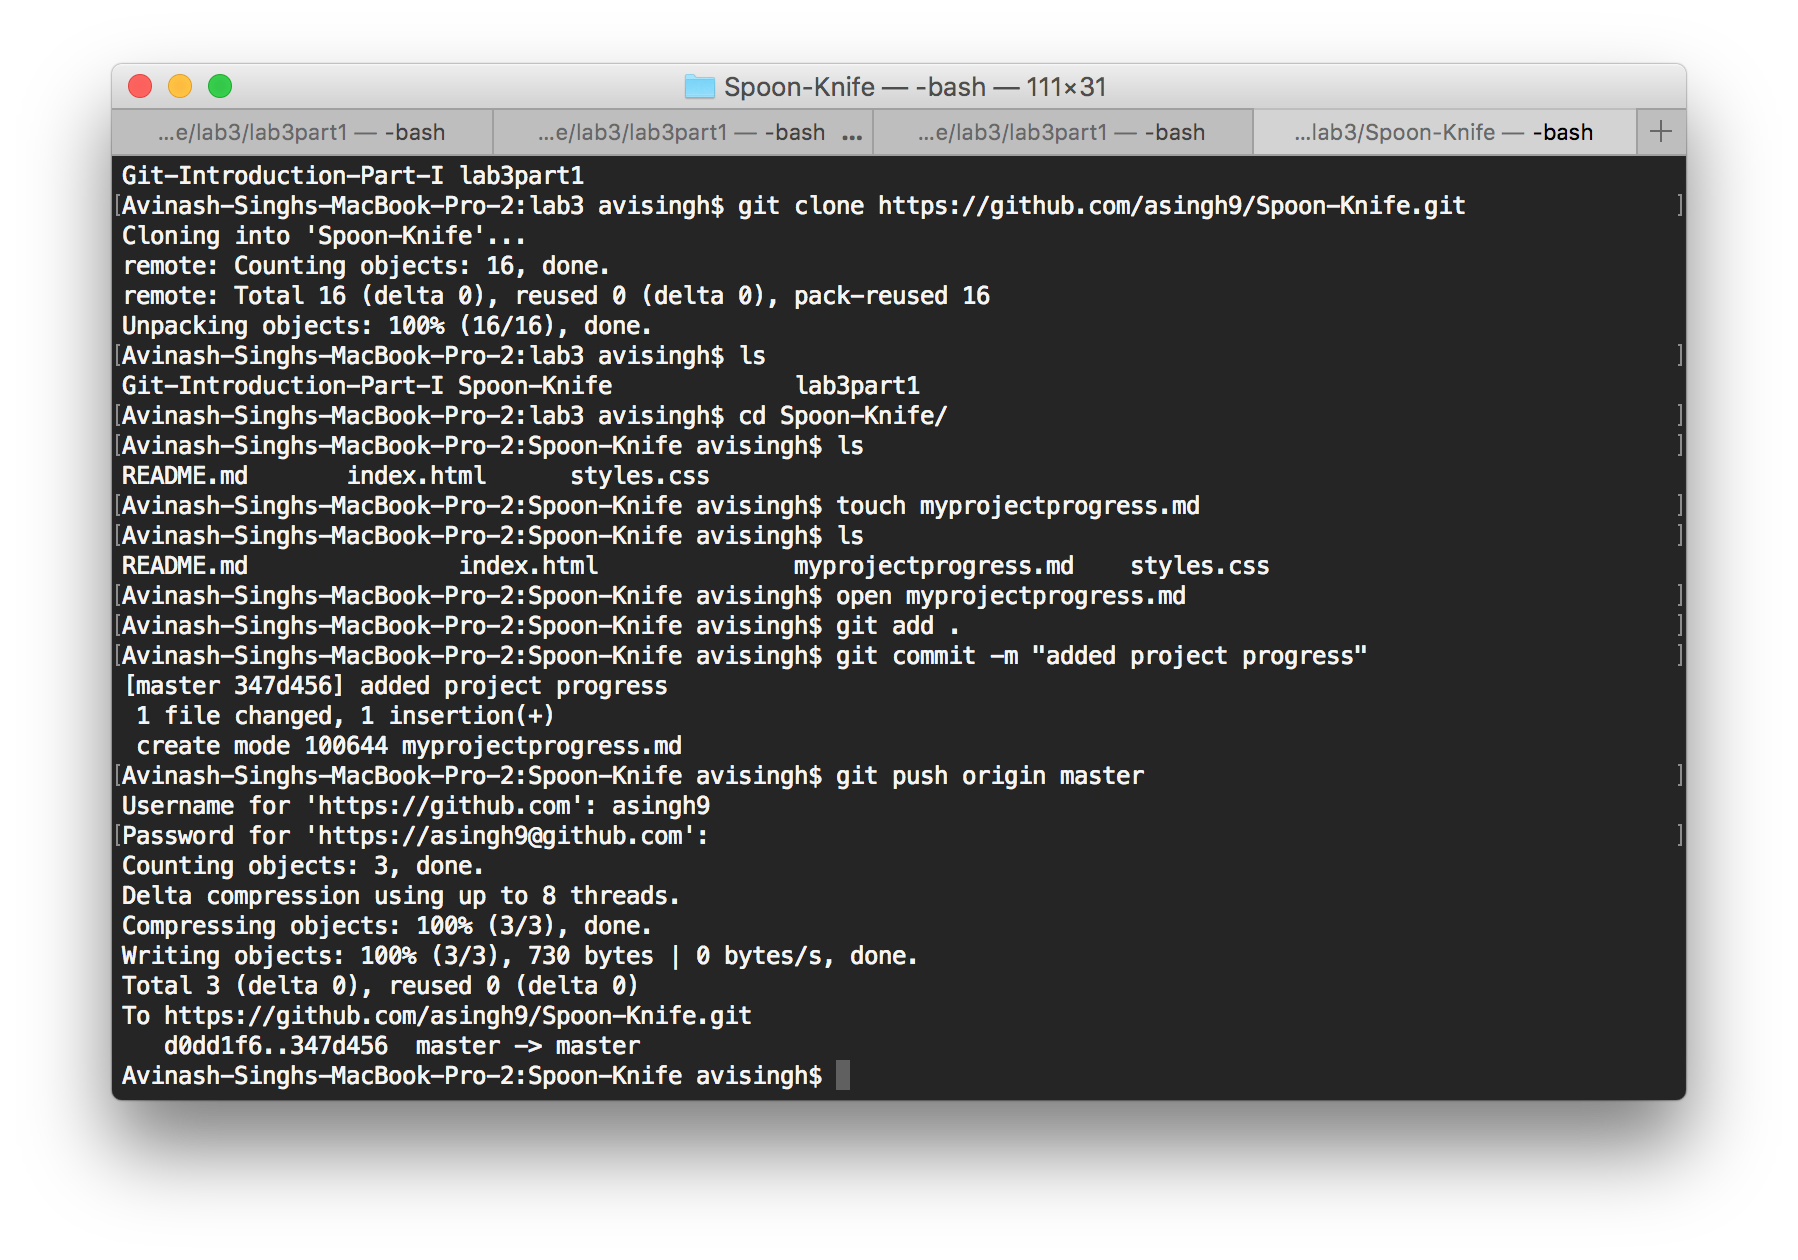 Spoon-Knife — -bash — 111×31
...e/lab3/lab3part1 — -bash
...e/lab3/lab3part1 — -bash ...
...e/lab3/lab3part1 — -bash
...lab3/Spoon-Knife — -bash
+
Git-Introduction-Part-I lab3part1
[Avinash-Singhs-MacBook-Pro-2:lab3 avisingh$ git clone https://github.com/asingh9/Spoon-Knife.git ]
Cloning into 'Spoon-Knife'...
remote: Counting objects: 16, done.
remote: Total 16 (delta 0), reused 0 (delta 0), pack-reused 16
Unpacking objects: 100% (16/16), done.
[Avinash-Singhs-MacBook-Pro-2:lab3 avisingh$ ls ]
Git-Introduction-Part-I Spoon-Knife             lab3part1
[Avinash-Singhs-MacBook-Pro-2:lab3 avisingh$ cd Spoon-Knife/ ]
[Avinash-Singhs-MacBook-Pro-2:Spoon-Knife avisingh$ ls ]
README.md       index.html      styles.css
[Avinash-Singhs-MacBook-Pro-2:Spoon-Knife avisingh$ touch myprojectprogress.md ]
[Avinash-Singhs-MacBook-Pro-2:Spoon-Knife avisingh$ ls ]
README.md               index.html              myprojectprogress.md    styles.css
[Avinash-Singhs-MacBook-Pro-2:Spoon-Knife avisingh$ open myprojectprogress.md ]
[Avinash-Singhs-MacBook-Pro-2:Spoon-Knife avisingh$ git add . ]
[Avinash-Singhs-MacBook-Pro-2:Spoon-Knife avisingh$ git commit -m "added project progress" ]
[master 347d456] added project progress
 1 file changed, 1 insertion(+)
 create mode 100644 myprojectprogress.md
[Avinash-Singhs-MacBook-Pro-2:Spoon-Knife avisingh$ git push origin master ]
Username for 'https://github.com': asingh9
[Password for 'https://asingh9@github.com': ]
Counting objects: 3, done.
Delta compression using up to 8 threads.
Compressing objects: 100% (3/3), done.
Writing objects: 100% (3/3), 730 bytes | 0 bytes/s, done.
Total 3 (delta 0), reused 0 (delta 0)
To https://github.com/asingh9/Spoon-Knife.git
   d0dd1f6..347d456  master -> master
Avinash-Singhs-MacBook-Pro-2:Spoon-Knife avisingh$